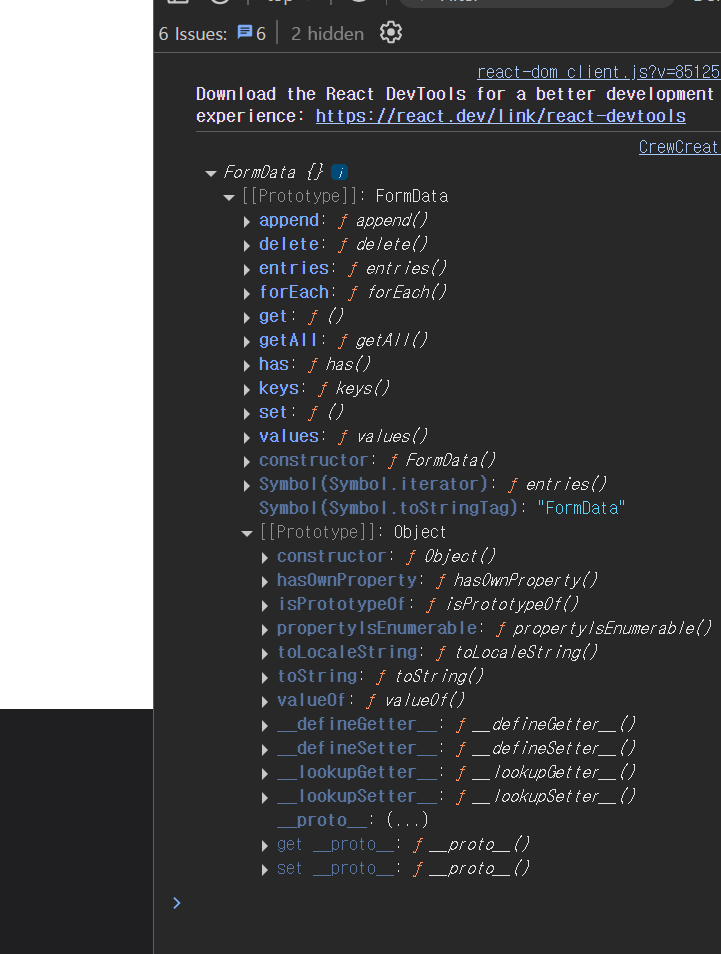 6 Issues: 6 2 hidden
react-dom_client.js?v=85125
Download the React DevTools for a better development
experience: https://react.dev/link/react-devtools
CrewCreat
FormData {} i
[[Prototype]]: FormData
append: ƒ append()
delete: ƒ delete()
entries: ƒ entries()
forEach: ƒ forEach()
get: ƒ ()
getAll: ƒ getAll()
has: ƒ has()
keys: ƒ keys()
set: ƒ ()
values: ƒ values()
constructor: ƒ FormData()
Symbol(Symbol.iterator): ƒ entries()
Symbol(Symbol.toStringTag): "FormData"
[[Prototype]]: Object
constructor: ƒ Object()
hasOwnProperty: ƒ hasOwnProperty()
isPrototypeOf: ƒ isPrototypeOf()
propertyIsEnumerable: ƒ propertyIsEnumerable()
toLocaleString: ƒ toLocaleString()
toString: ƒ toString()
valueOf: ƒ valueOf()
__defineGetter__: ƒ __defineGetter__()
__defineSetter__: ƒ __defineSetter__()
__lookupGetter__: ƒ __lookupGetter__()
__lookupSetter__: ƒ __lookupSetter__()
__proto__: (...)
get __proto__: ƒ __proto__()
set __proto__: ƒ __proto__()